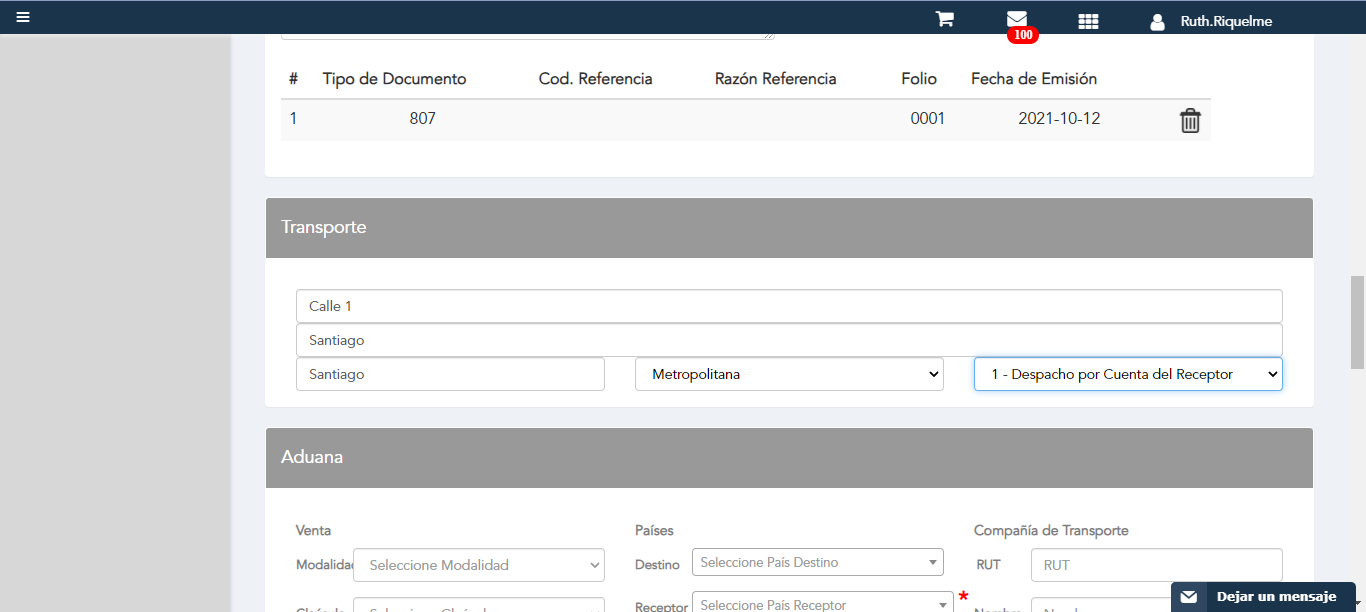 100
Ruth.Riquelme
# Tipo de Documento Cod. Referencia Razón Referencia Folio Fecha de Emisión
1 807 0001 2021-10-12
Transporte
Calle 1
Santiago
Santiago Metropolitana 1 - Despacho por Cuenta del Receptor
Aduana
Venta Países Compañía de Transporte
Modalidad Seleccione Modalidad Destino Seleccione País Destino RUT RUT
Receptor Seleccione País Receptor *
Dejar un mensaje